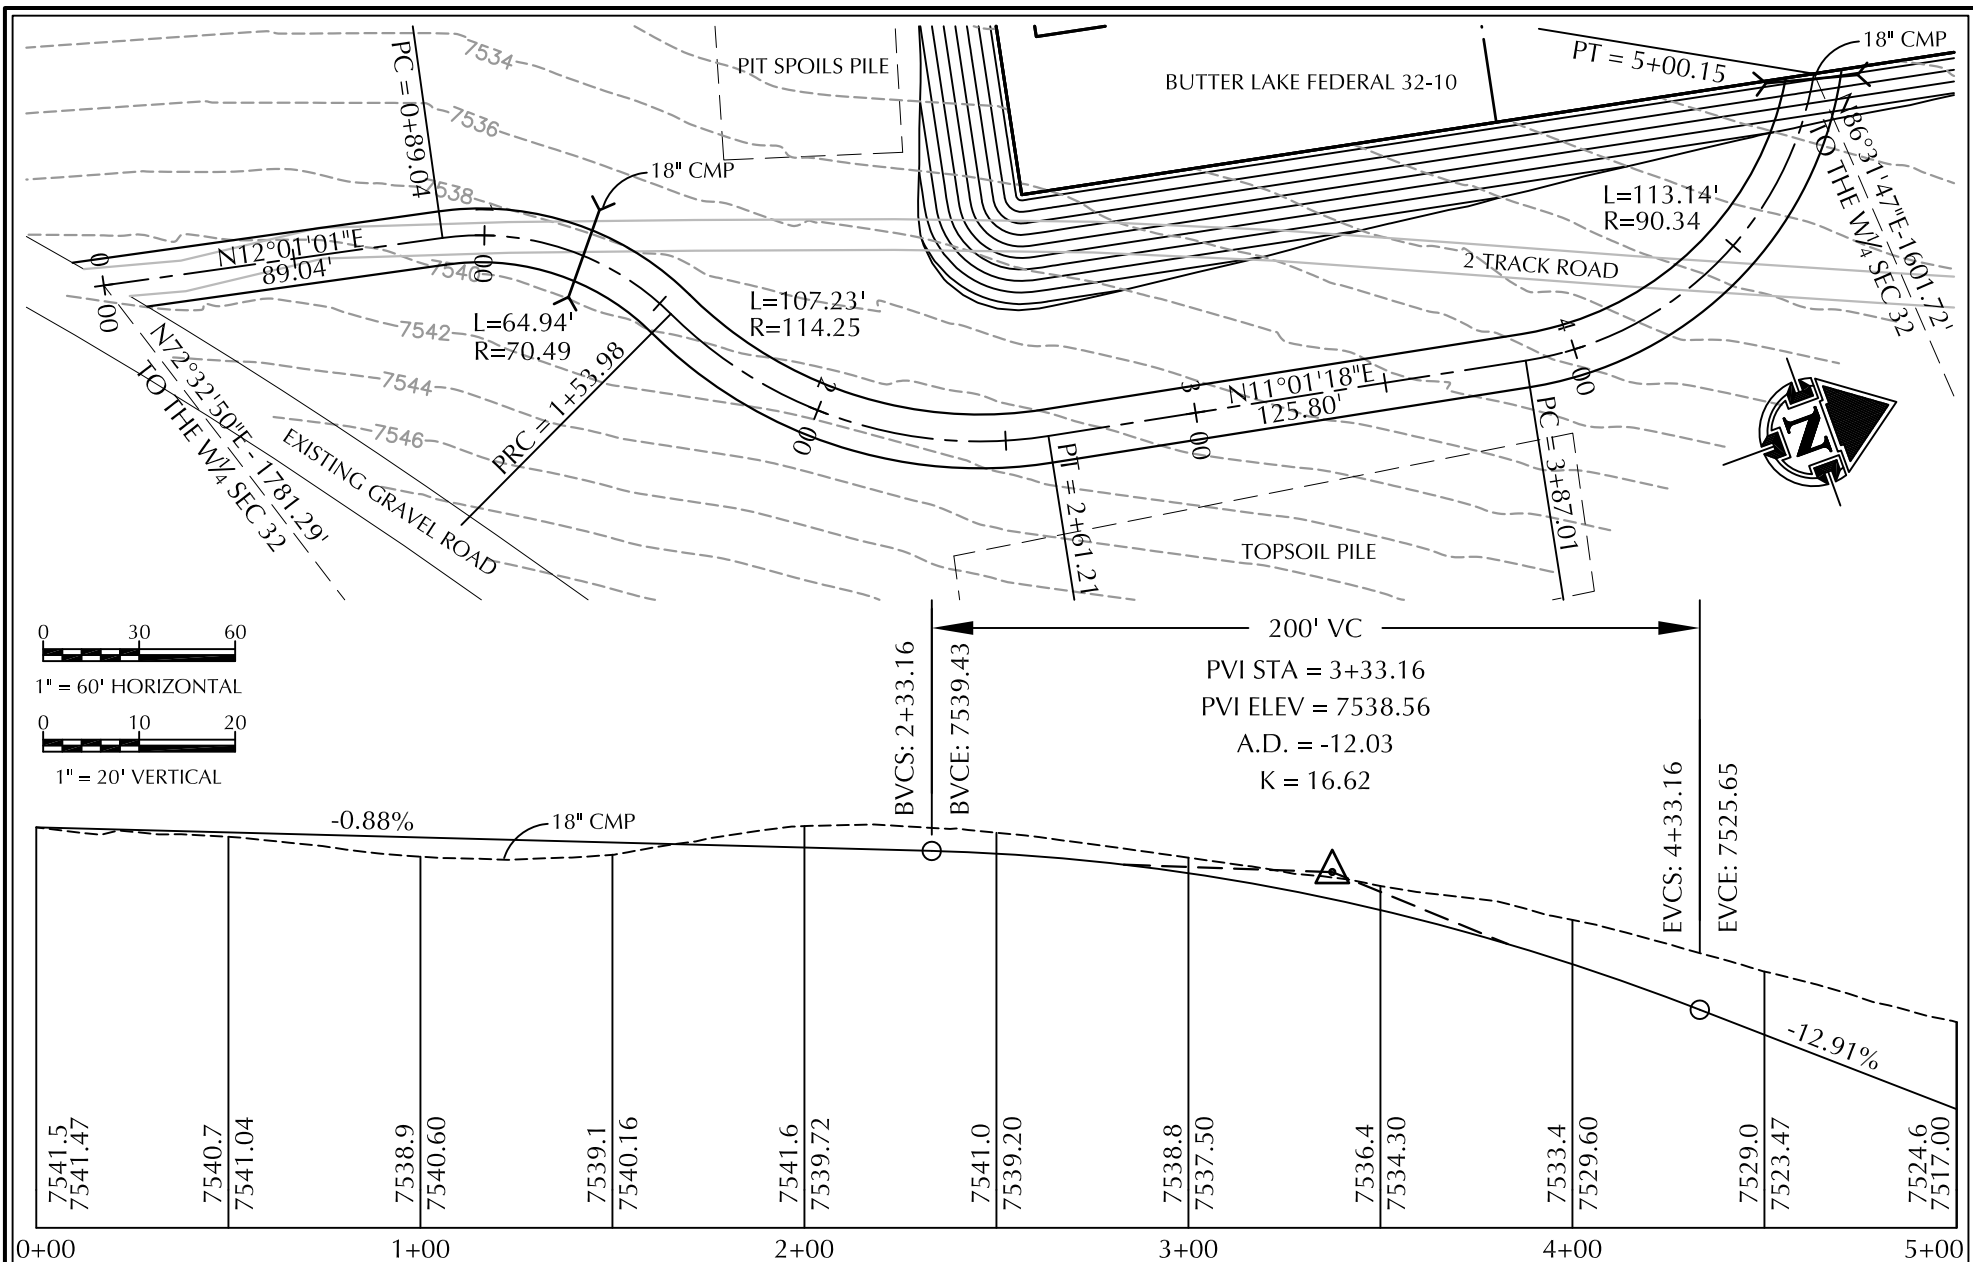 PC = 0+89.04
7534
7536
7538
7540
7542
7544
7546
PIT SPOILS PILE
18" CMP
BUTTER LAKE FEDERAL 32-10
PT = 5+00.15
18" CMP
N86°31'47"E-1601.72'
TO THE W¼ SEC 32
L=113.14'
R=90.34
2 TRACK ROAD
N12°01'01"E
89.04'
0
00
00
L=64.94'
R=70.49
L=107.23'
R=114.25
PRC = 1+53.98
2
00
3
00
4
00
N11°01'18"E
125.80'
N72°32'50"E - 1781.29'
TO THE W¼ SEC 32
EXISTING GRAVEL ROAD
PT = 2+61.21
PC = 3+87.01
TOPSOIL PILE
N
0 30 60
1" = 60' HORIZONTAL
0 10 20
1" = 20' VERTICAL
200' VC
PVI STA = 3+33.16
PVI ELEV = 7538.56
A.D. = -12.03
K = 16.62
BVCS: 2+33.16
BVCE: 7539.43
EVCS: 4+33.16
EVCE: 7525.65
-0.88%
18" CMP
-12.91%
7541.5
7541.47
7540.7
7541.04
7538.9
7540.60
7539.1
7540.16
7541.6
7539.72
7541.0
7539.20
7538.8
7537.50
7536.4
7534.30
7533.4
7529.60
7529.0
7523.47
7524.6
7517.00
0+00 1+00 2+00 3+00 4+00 5+00